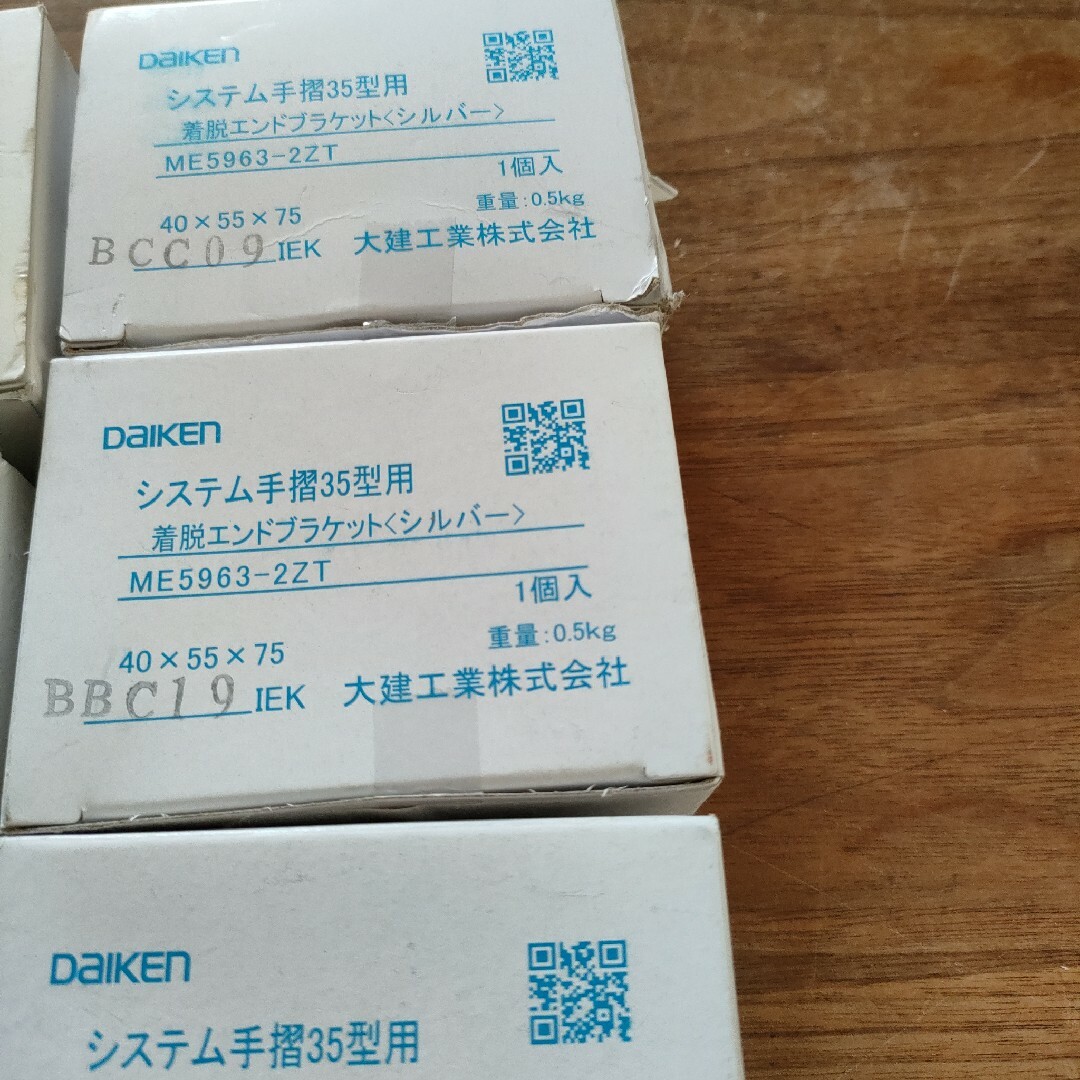 DAIKEN
システム手摺35型用
着脱エンドブラケット<シルバー>
ME5963-2ZT
1個入
40×55×75
重量:0.5kg
BCC09 IEK 大建工業株式会社
DAIKEN
システム手摺35型用
着脱エンドブラケット<シルバー>
ME5963-2ZT
1個入
40×55×75
重量:0.5kg
BBC19 IEK 大建工業株式会社
DAIKEN
システム手摺35型用